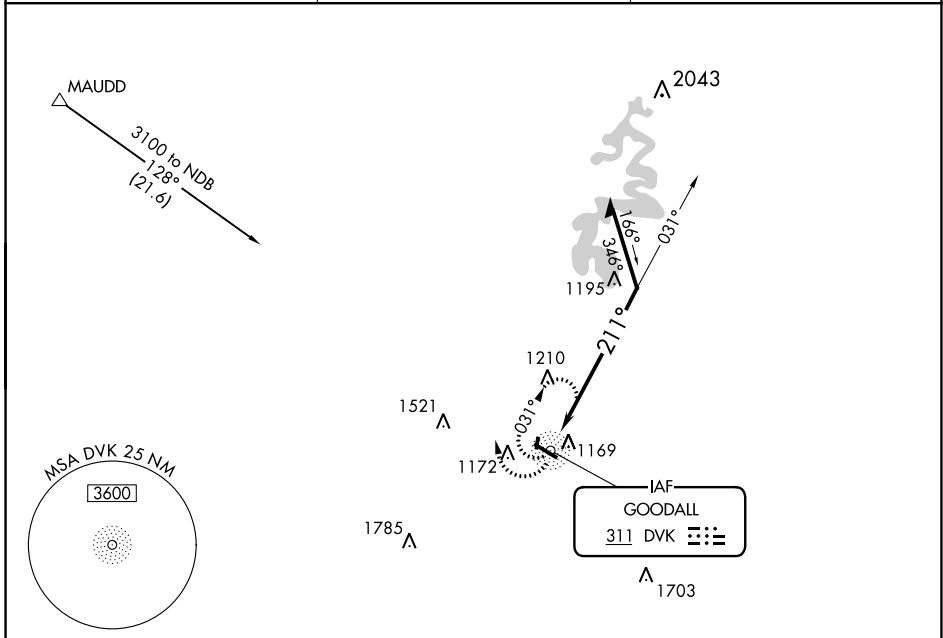 MAUDD
3100 to NDB
128°
(21.6)
2043
031°
166°
346°
1195
211°
1210
031°
1521
1169
1172
MSA DVK 25 NM
3600
IAF
GOODALL
311 DVK
1785
1703